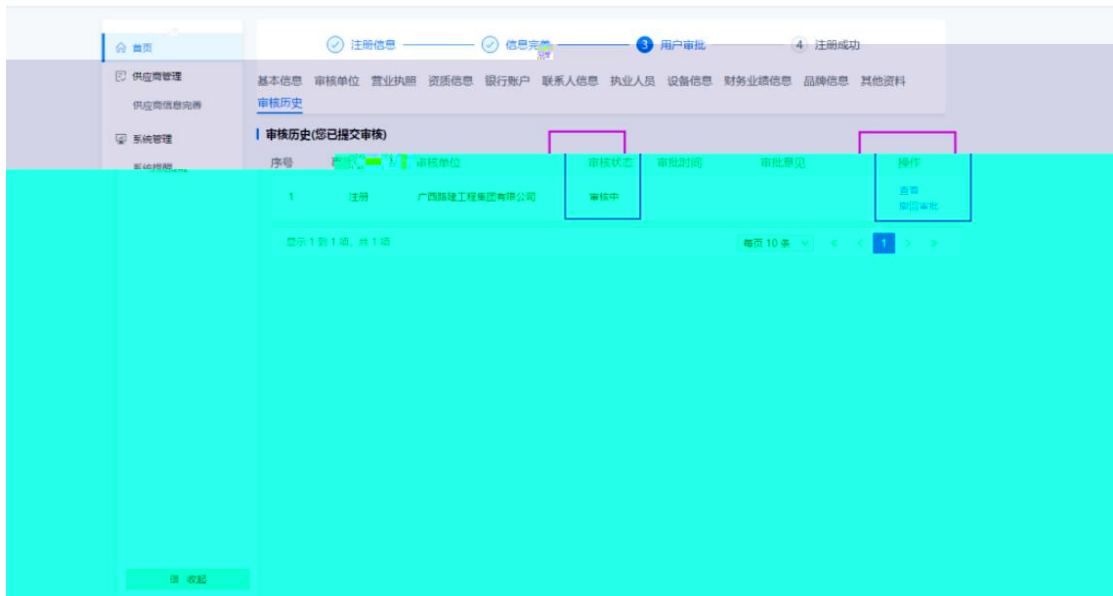 首页
注册信息
信息完善
3 用户审批
4 注册成功
供应商管理
供应商信息完善
系统管理
系统提醒
基本信息 审核单位 营业执照 资质信息 银行账户 联系人信息 执业人员 设备信息 财务业绩信息 品牌信息 其他资料
审核历史
审核历史(您已提交审核)
序号 审核单位 审核状态 审批时间 审批意见 操作
1 注册 广西路建工程集团有限公司 审核中 查看
撤回审批
显示 1 到 1 项，共 1 项 每页 10 条 1
收起